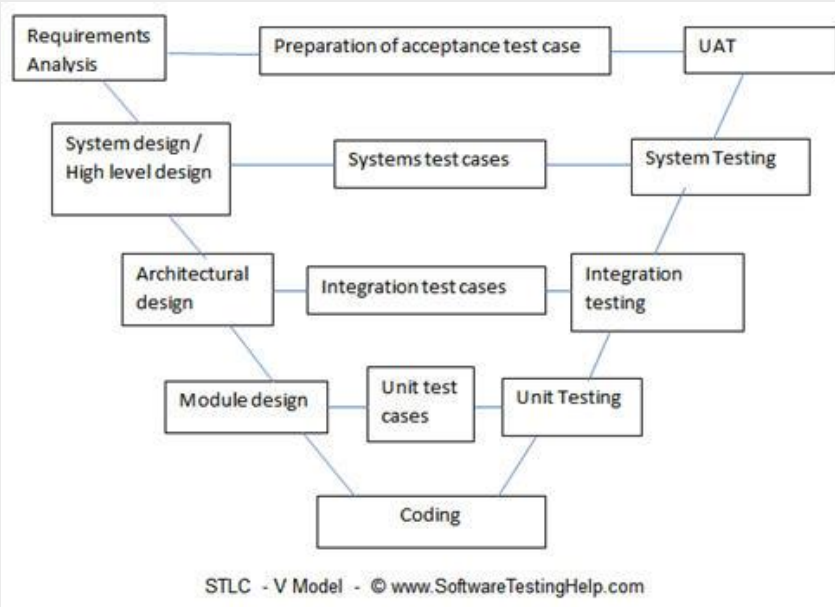 Requirements
Analysis
Preparation of acceptance test case
UAT
System design /
High level design
Systems test cases
System Testing
Architectural
design
Integration test cases
Integration
testing
Module design
Unit test
cases
Unit Testing
Coding
STLC - V Model - © www.SoftwareTestingHelp.com